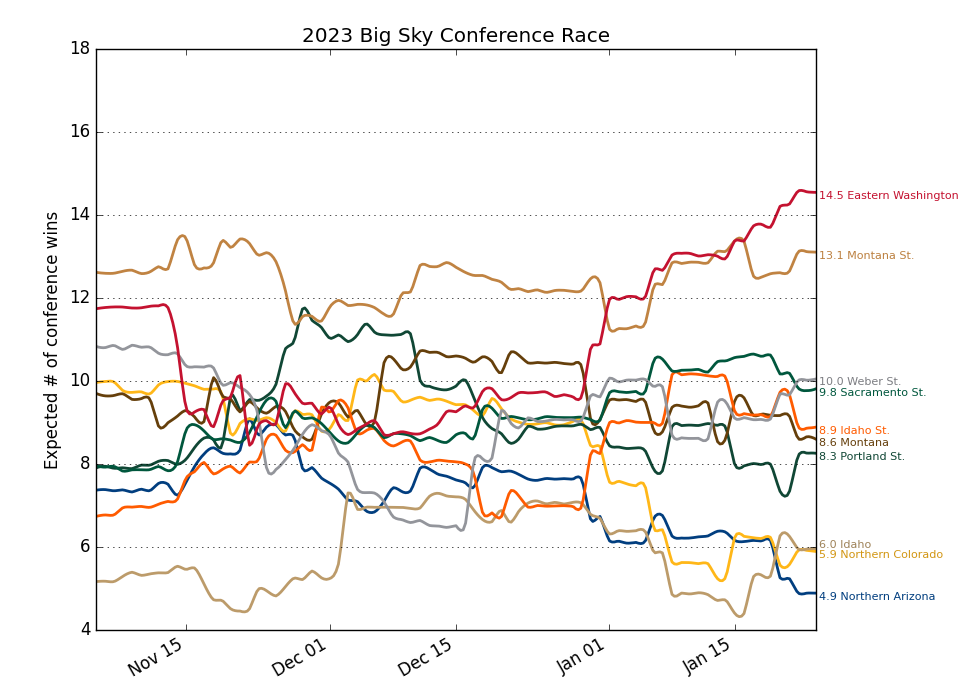 2023 Big Sky Conference Race
Expected # of conference wins
18
16
14
12
10
8
6
4
14.5 Eastern Washington
13.1 Montana St.
10.0 Weber St.
9.8 Sacramento St.
8.9 Idaho St.
8.6 Montana
8.3 Portland St.
6.0 Idaho
5.9 Northern Colorado
4.9 Northern Arizona
Nov 15
Dec 01
Dec 15
Jan 01
Jan 15